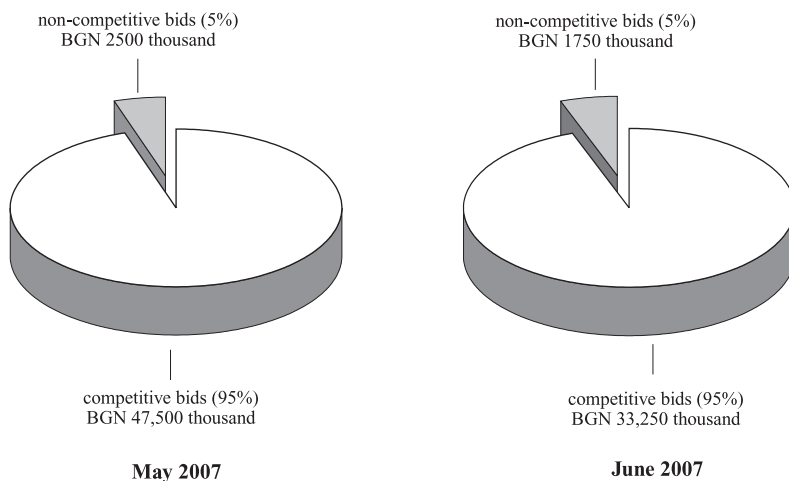 non-competitive bids (5%)
BGN 2500 thousand
competitive bids (95%)
BGN 47,500 thousand
May 2007
non-competitive bids (5%)
BGN 1750 thousand
competitive bids (95%)
BGN 33,250 thousand
June 2007